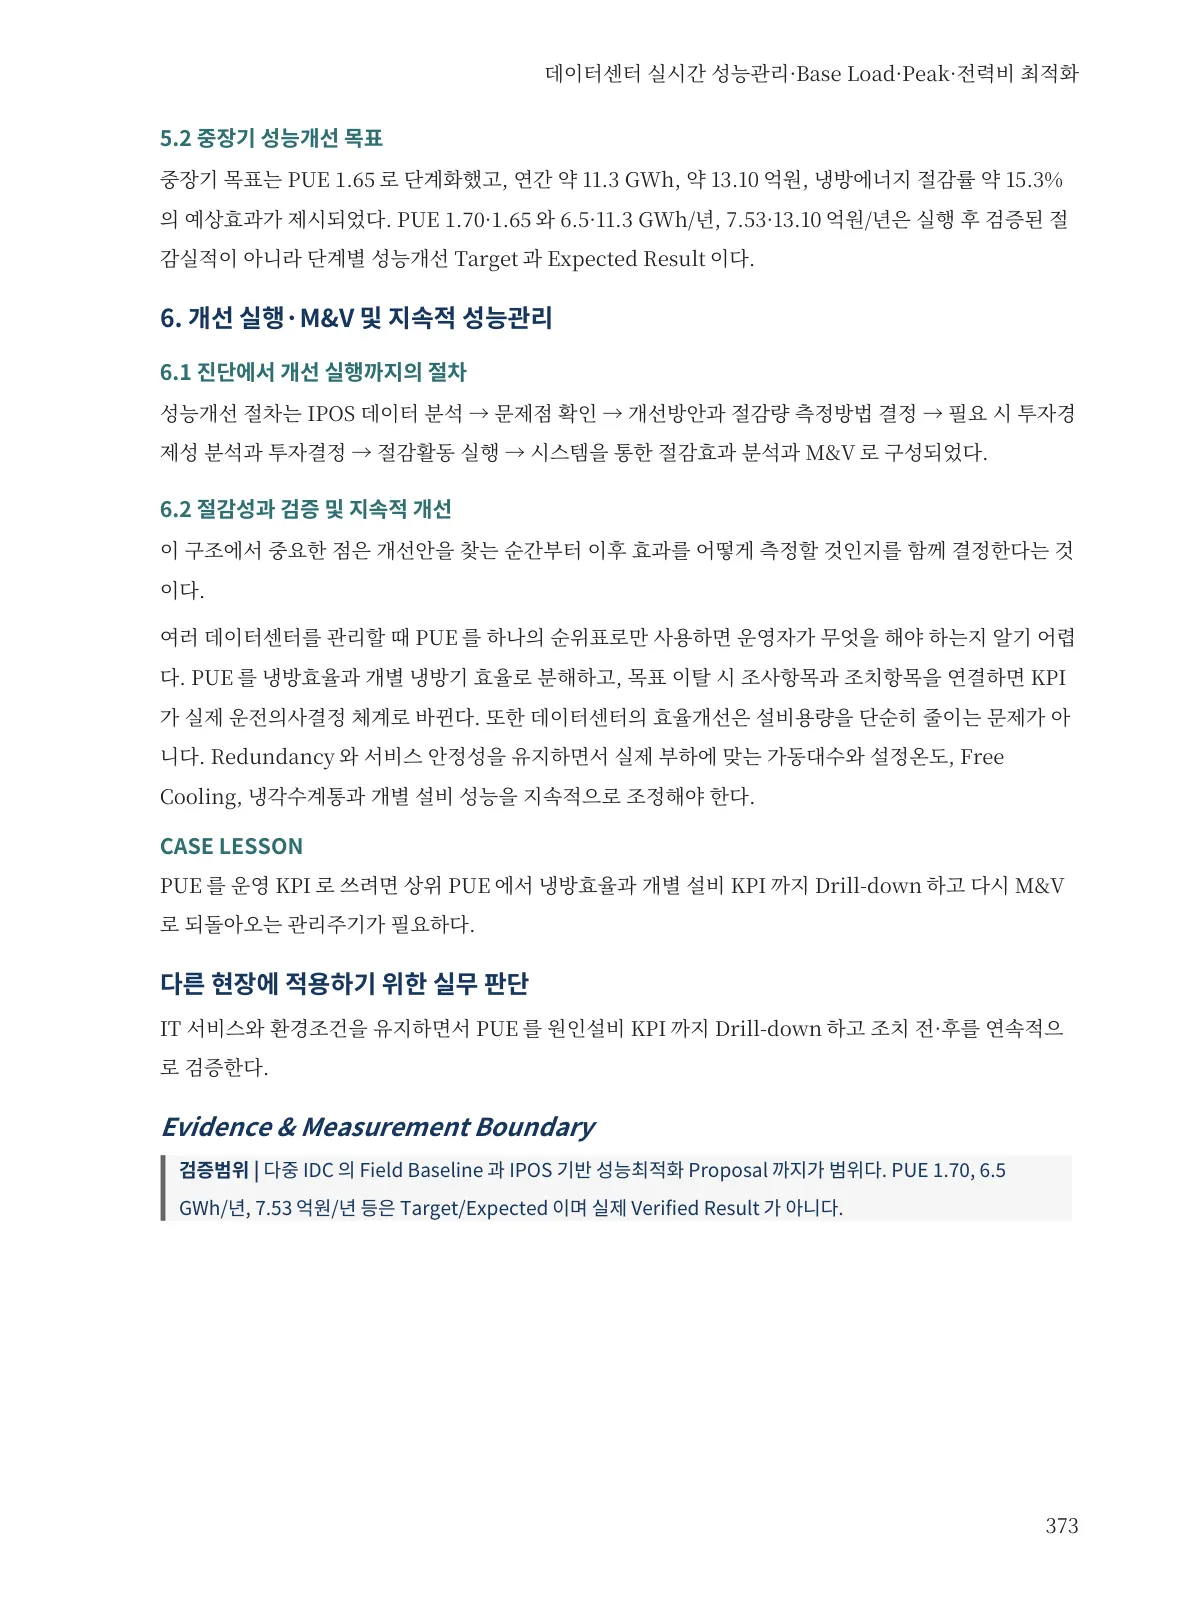 데이터센터 실시간 성능관리·Base Load·Peak·전력비 최적화
5.2 중장기 성능개선 목표
중장기 목표는 PUE 1.65 로 단계화했고, 연간 약 11.3 GWh, 약 13.10 억원, 냉방에너지 절감률 약 15.3%
의 예상효과가 제시되었다. PUE 1.70·1.65 와 6.5·11.3 GWh/년, 7.53·13.10 억원/년은 실행 후 검증된 절
감실적이 아니라 단계별 성능개선 Target 과 Expected Result 이다.
6. 개선 실행·M&V 및 지속적 성능관리
6.1 진단에서 개선 실행까지의 절차
성능개선 절차는 IPOS 데이터 분석 → 문제점 확인 → 개선방안과 절감량 측정방법 결정 → 필요 시 투자경
제성 분석과 투자결정 → 절감활동 실행 → 시스템을 통한 절감효과 분석과 M&V 로 구성되었다.
6.2 절감성과 검증 및 지속적 개선
이 구조에서 중요한 점은 개선안을 찾는 순간부터 이후 효과를 어떻게 측정할 것인지를 함께 결정한다는 것
이다.
여러 데이터센터를 관리할 때 PUE 를 하나의 순위표로만 사용하면 운영자가 무엇을 해야 하는지 알기 어렵
다. PUE 를 냉방효율과 개별 냉방기 효율로 분해하고, 목표 이탈 시 조사항목과 조치항목을 연결하면 KPI
가 실제 운전의사결정 체계로 바뀐다. 또한 데이터센터의 효율개선은 설비용량을 단순히 줄이는 문제가 아
니다. Redundancy 와 서비스 안정성을 유지하면서 실제 부하에 맞는 가동대수와 설정온도, Free
Cooling, 냉각수계통과 개별 설비 성능을 지속적으로 조정해야 한다.
CASE LESSON
PUE 를 운영 KPI 로 쓰려면 상위 PUE 에서 냉방효율과 개별 설비 KPI 까지 Drill-down 하고 다시 M&V
로 되돌아오는 관리주기가 필요하다.
다른 현장에 적용하기 위한 실무 판단
IT 서비스와 환경조건을 유지하면서 PUE 를 원인설비 KPI 까지 Drill-down 하고 조치 전·후를 연속적으
로 검증한다.
Evidence & Measurement Boundary
검증범위 | 다중 IDC 의 Field Baseline 과 IPOS 기반 성능최적화 Proposal 까지가 범위다. PUE 1.70, 6.5
GWh/년, 7.53 억원/년 등은 Target/Expected 이며 실제 Verified Result 가 아니다.
373